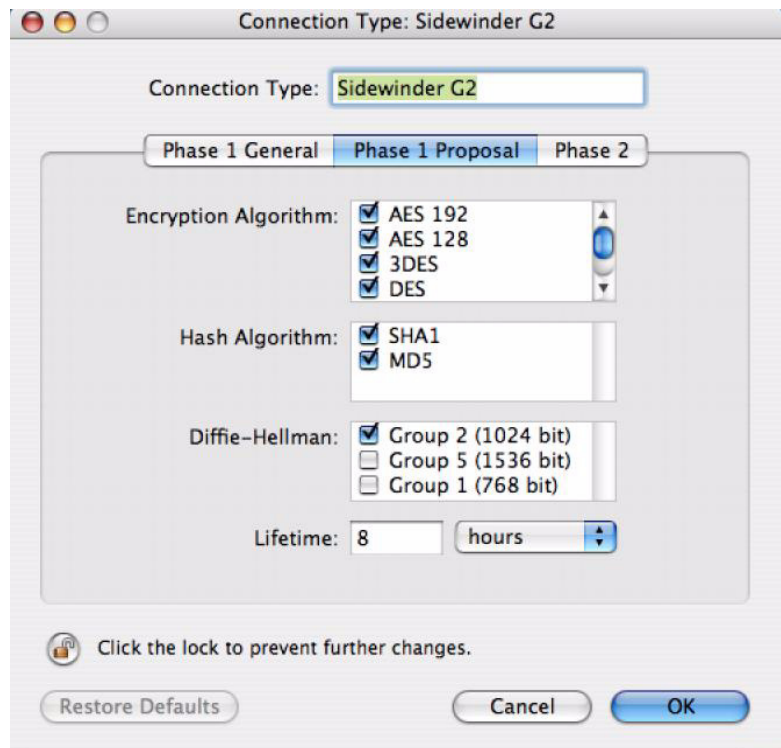 Connection Type: Sidewinder G2
Connection Type: Sidewinder G2
Phase 1 General Phase 1 Proposal Phase 2
Encryption Algorithm: AES 192
AES 128
3DES
DES
Hash Algorithm: SHA1
MD5
Diffie-Hellman: Group 2 (1024 bit)
Group 5 (1536 bit)
Group 1 (768 bit)
Lifetime: 8 hours
Click the lock to prevent further changes.
Restore Defaults Cancel OK